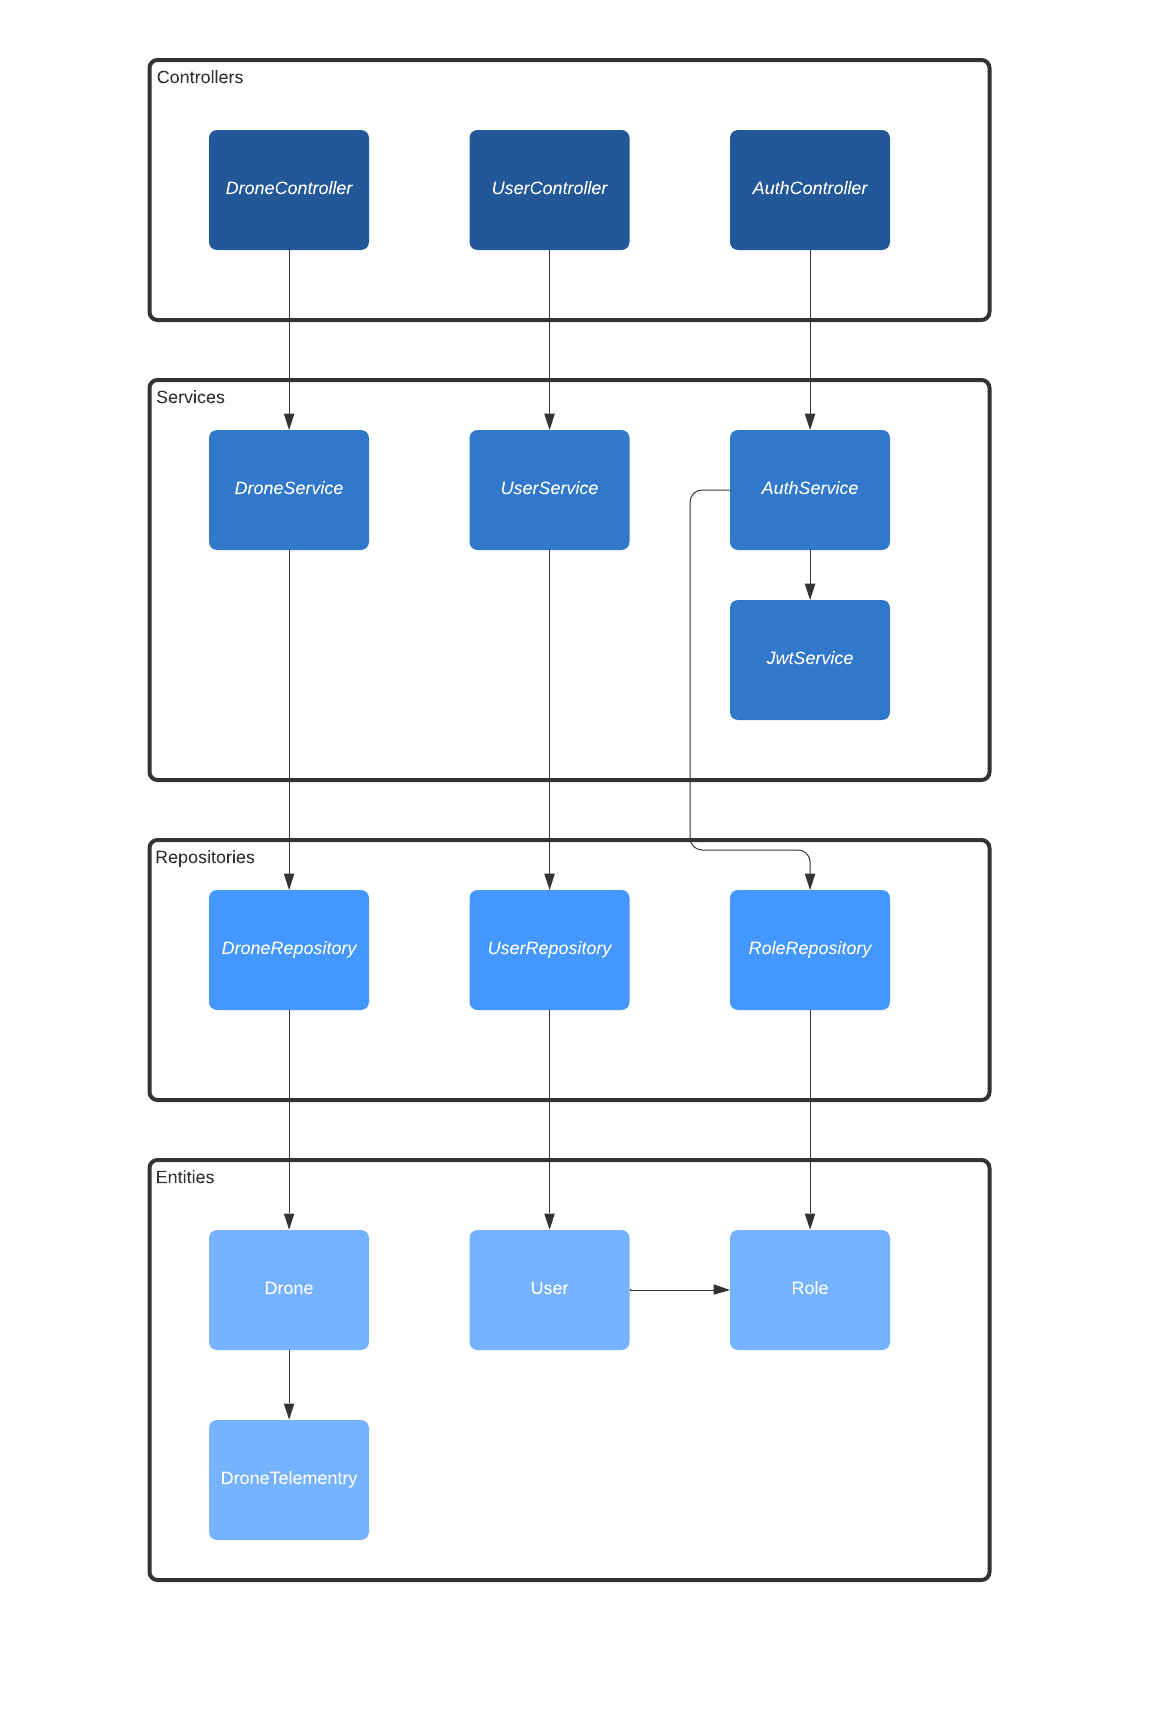 Controllers
DroneController
UserController
AuthController
Services
DroneService
UserService
AuthService
JwtService
Repositories
DroneRepository
UserRepository
RoleRepository
Entities
Drone
User
Role
DroneTelementry